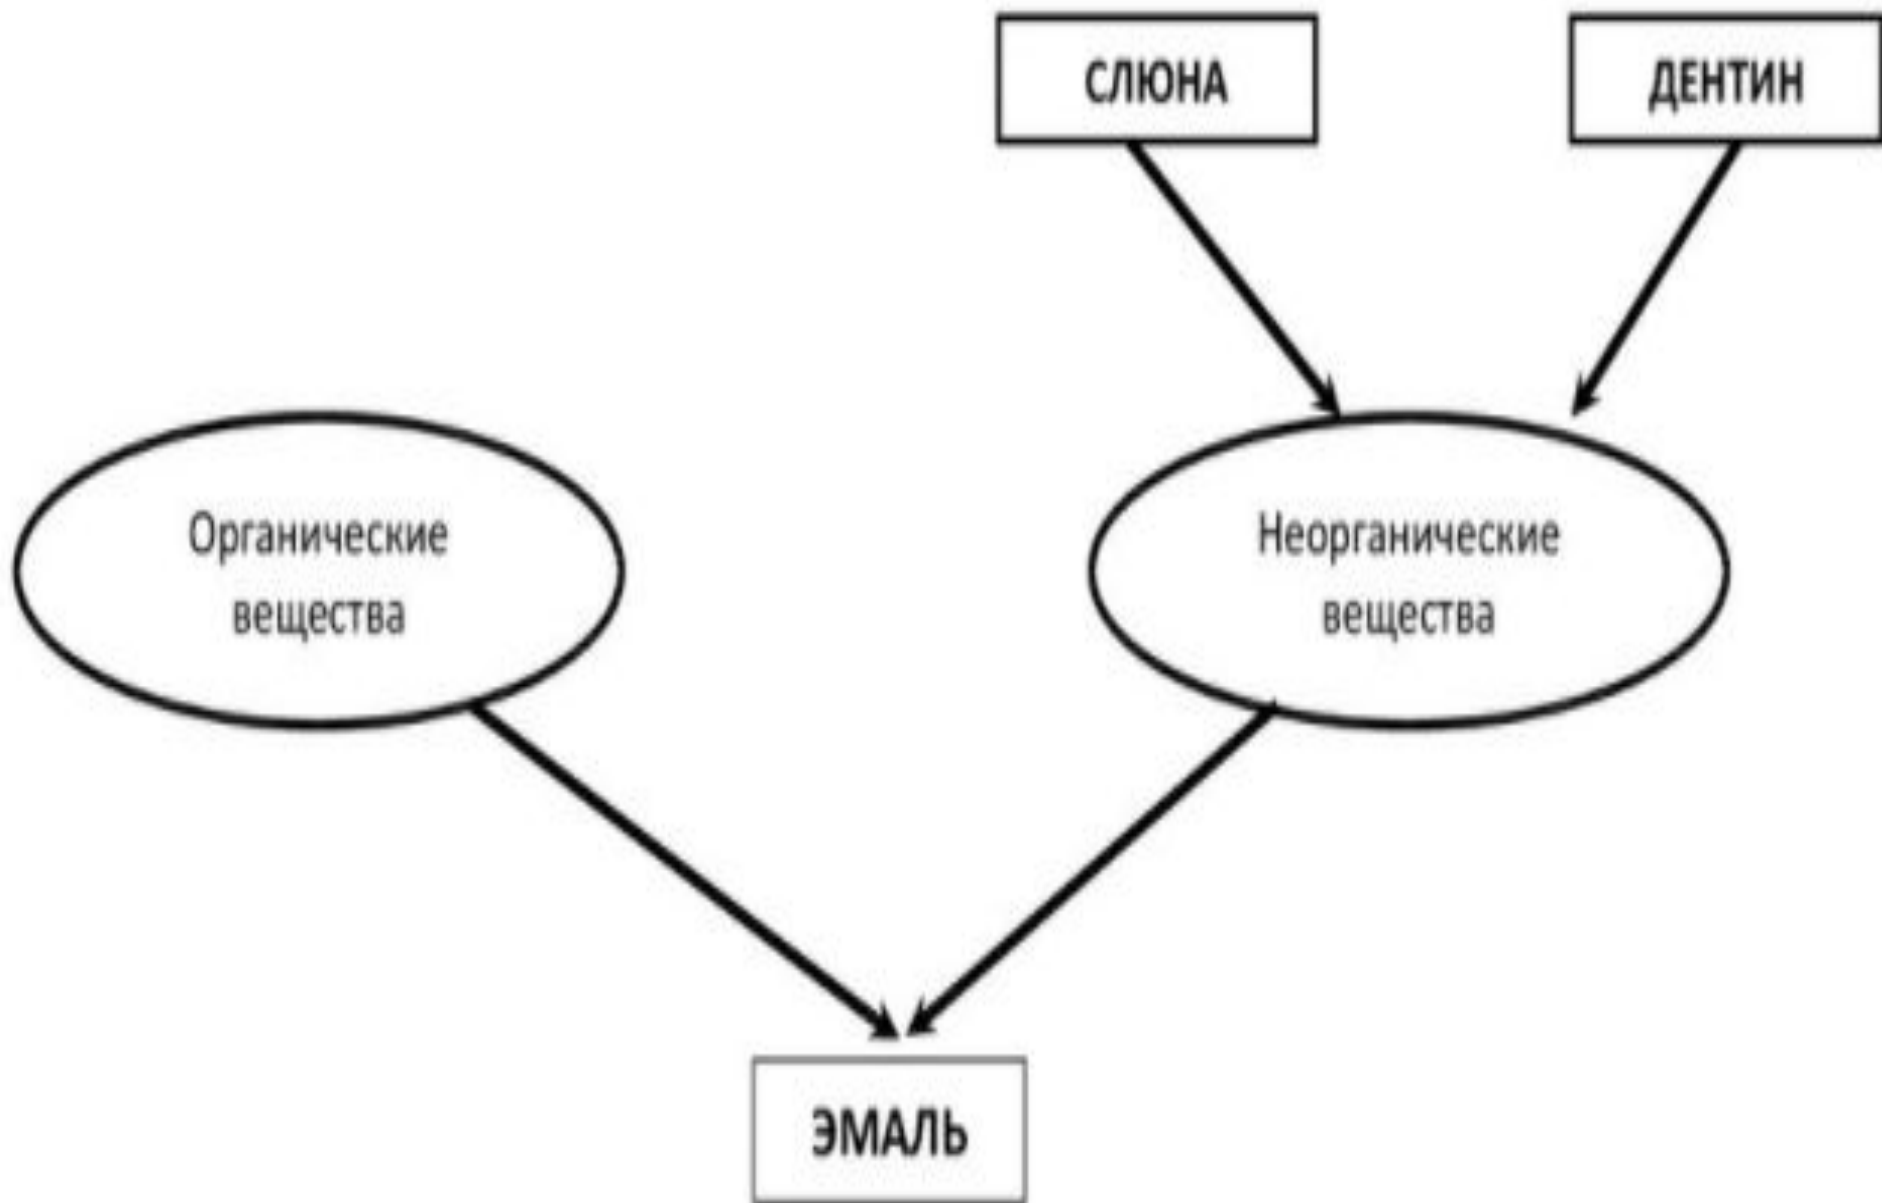 СЛЮНА
ДЕНТИН
Органические
вещества
Неорганические
вещества
ЭМАЛЬ